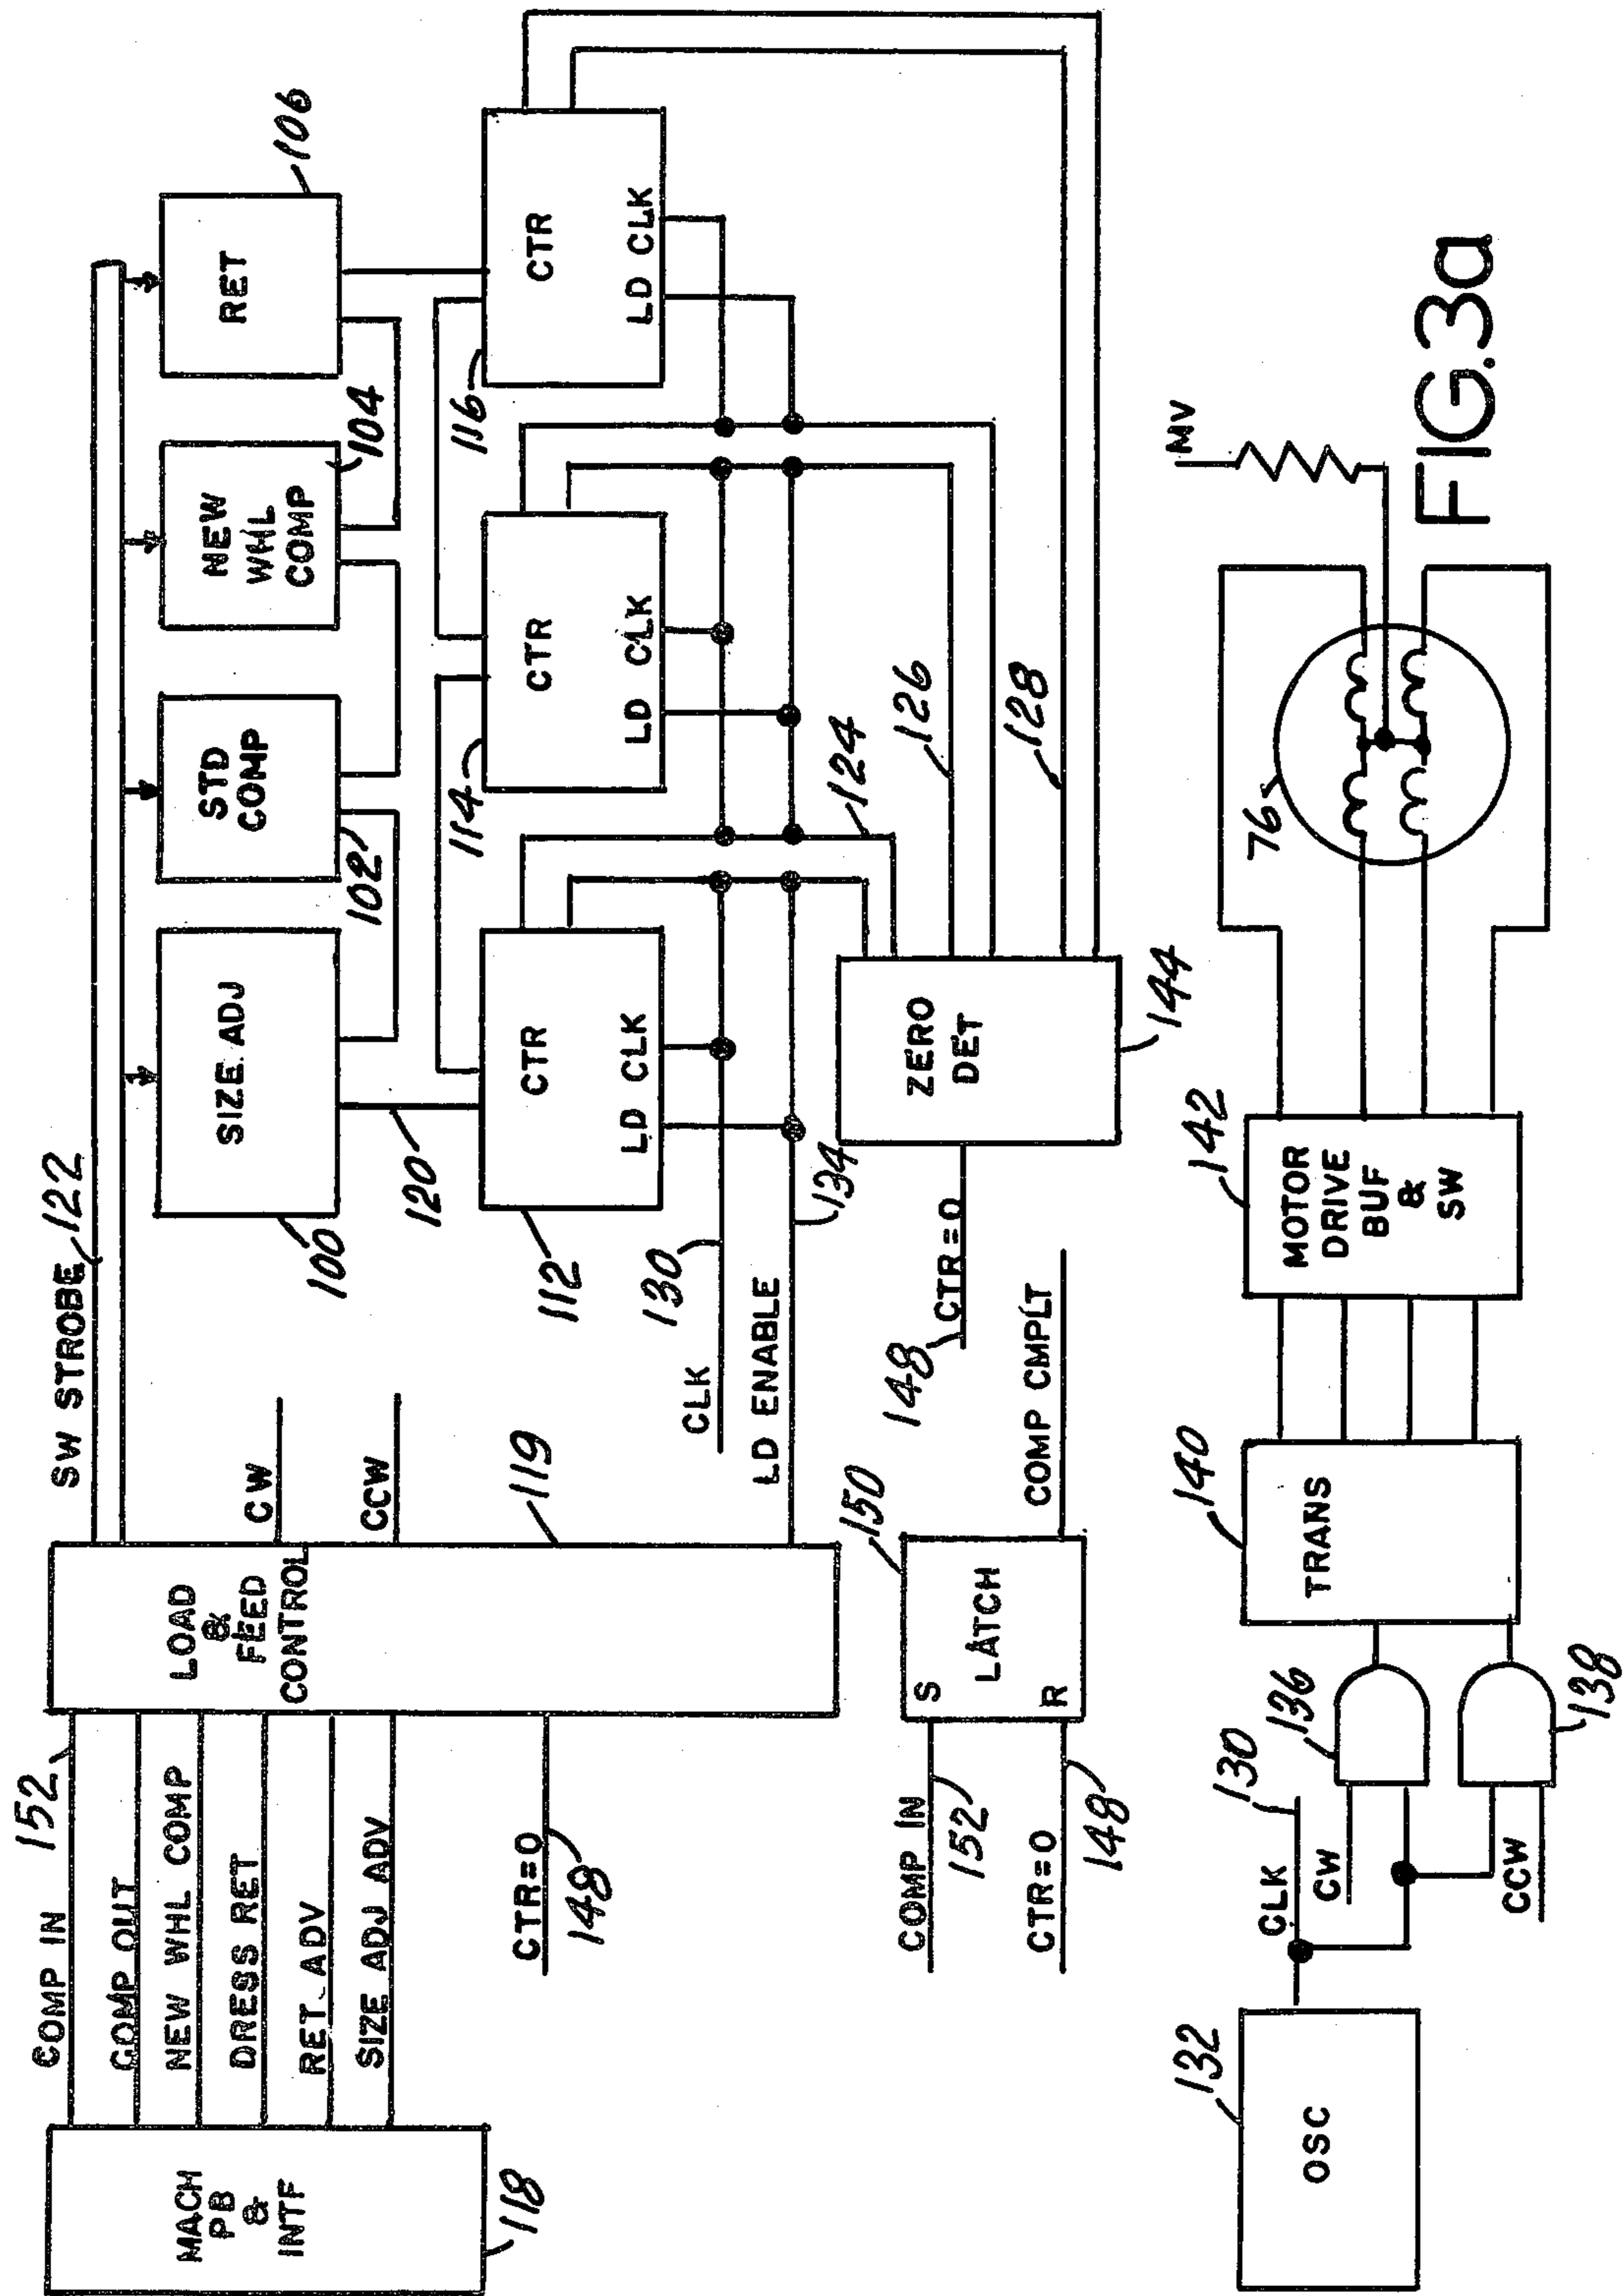 SW STROBE 122
COMP IN 152
COMP OUT
NEW WHL COMP
DRESS RET
RET ADV
SIZE ADJ ADV
CTR=0
148
MACH
PB
&
INTF
118
LOAD
&
FEED
CONTROL
119
CW
CCW
SIZE ADJ
100
STD
COMP
102
NEW
WHL
COMP
104
RET
106
120
CTR
LD CLK
112
CTR
LD CLK
114
CTR
LD CLK
116
CLK
130
LD ENABLE
134
124
126
128
ZERO
DET
144
148 CTR=0
COMP IN
152
CTR=0
148
S
R
LATCH
150
COMP CMPLT
OSC
132
CLK
130
CW
CCW
136
138
TRANS
140
MOTOR
DRIVE
BUF
&
SW
142
76
MV
FIG.3a